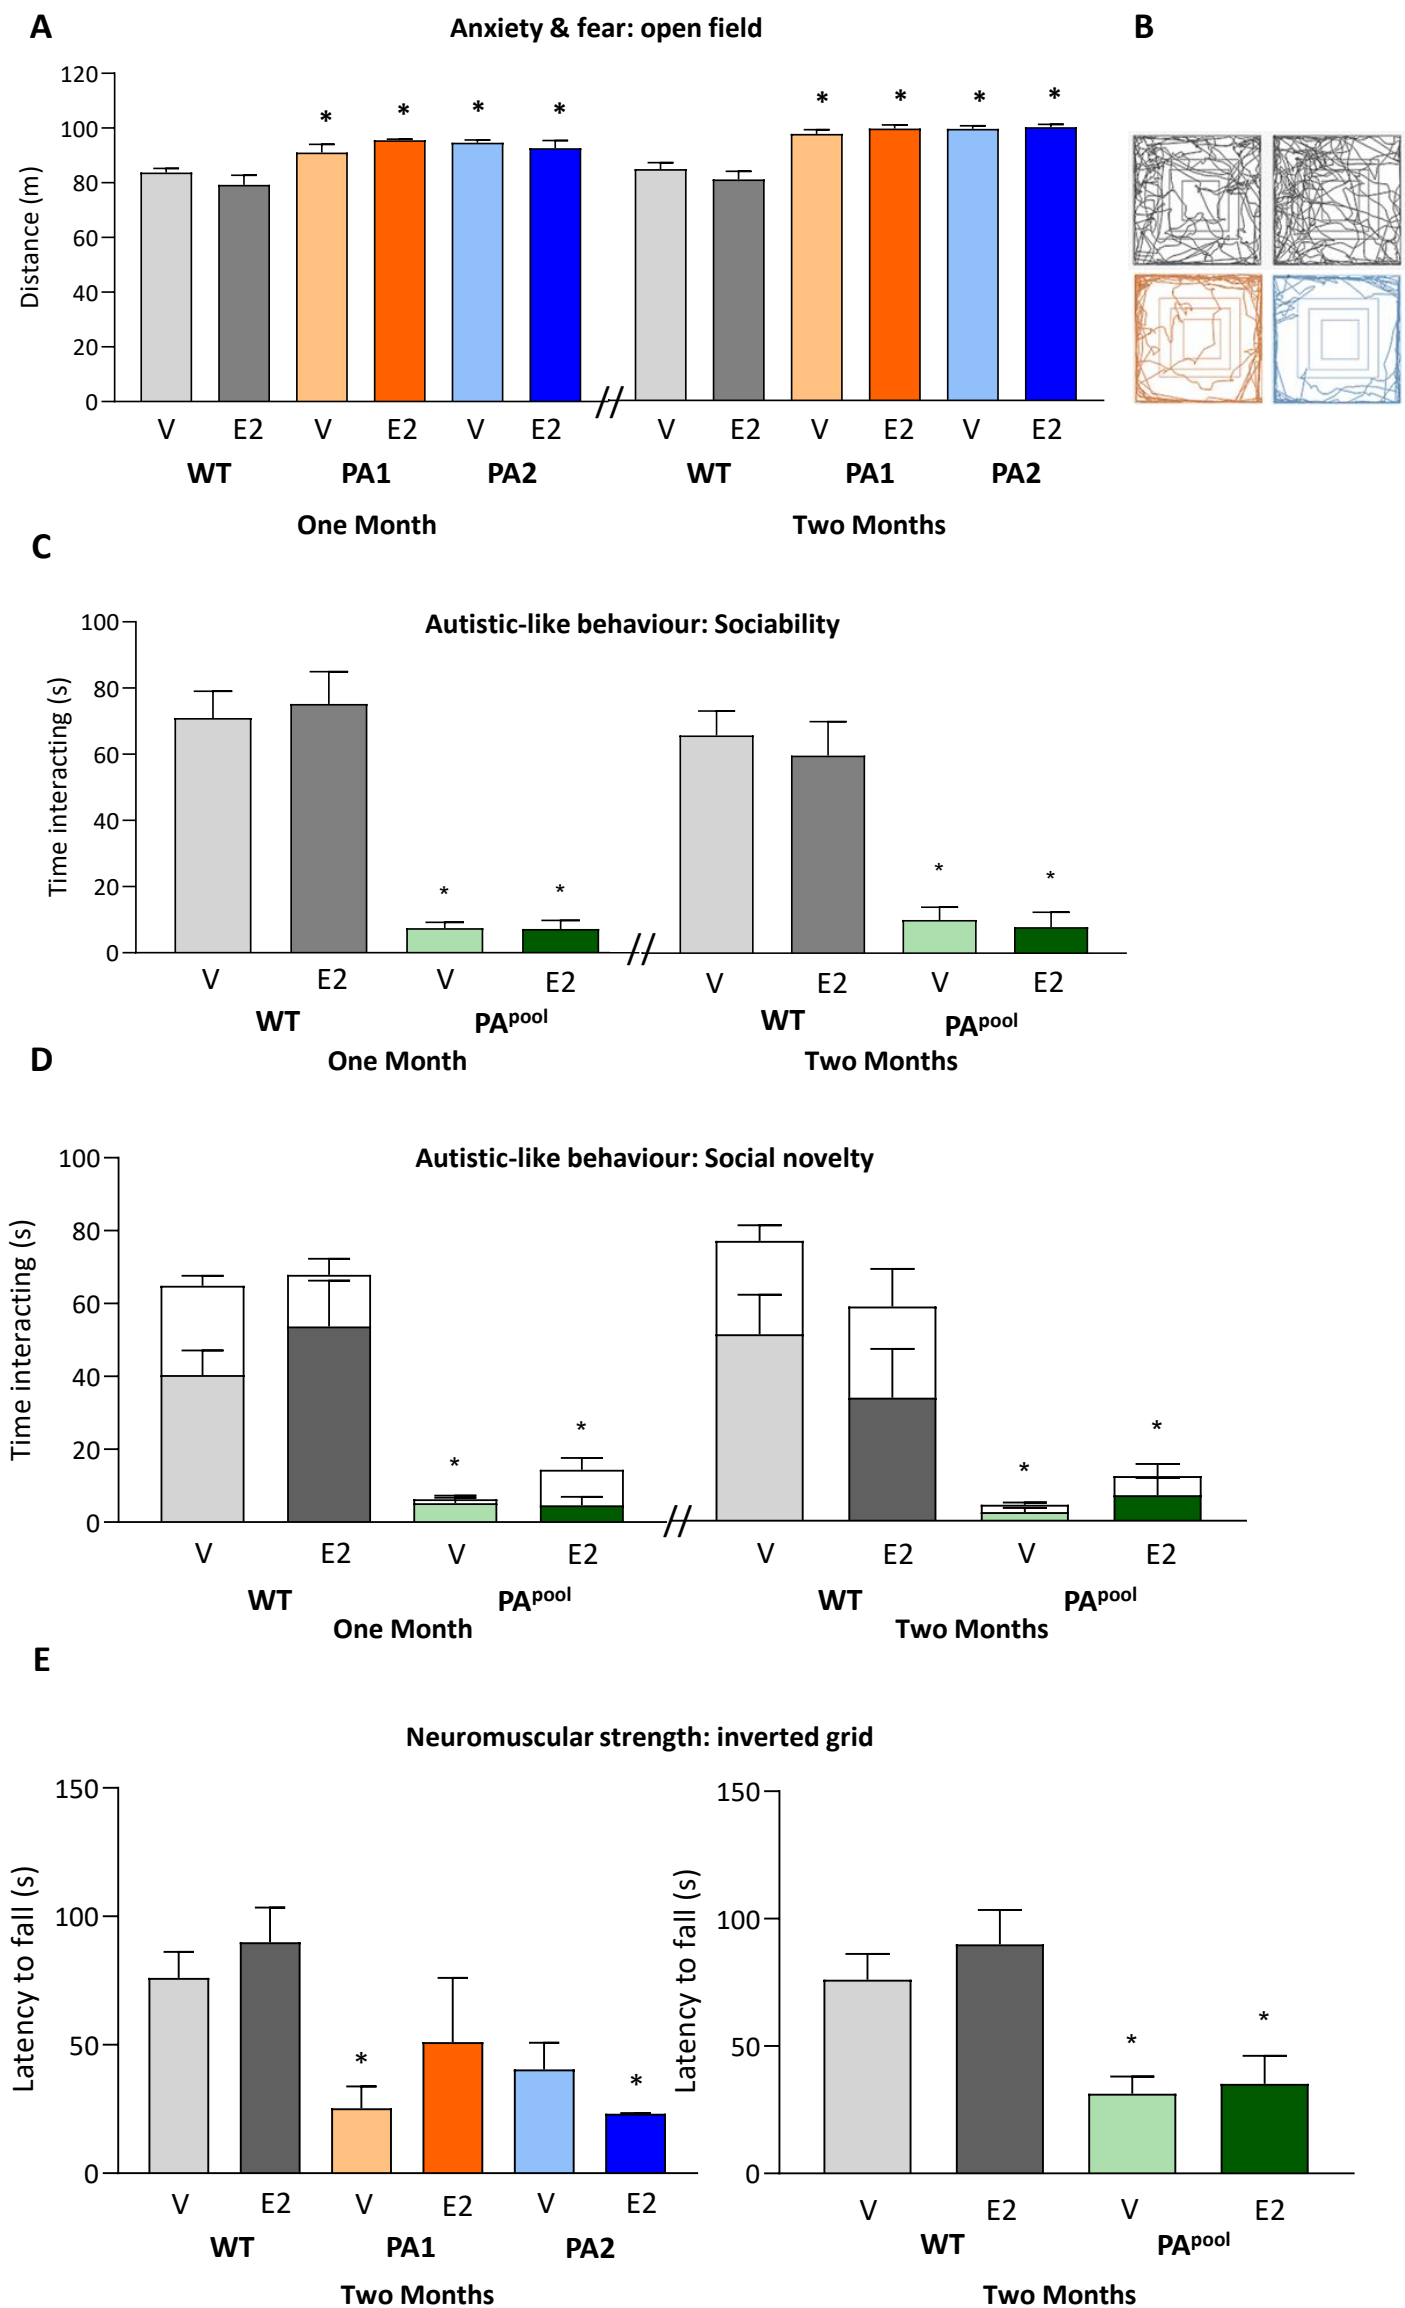 A
Anxiety & fear: open field
B
Distance (m)
120
100
80
60
40
20
0
* * * * * * * *
V E2 V E2 V E2 // V E2 V E2 V E2
WT PA1 PA2 WT PA1 PA2
One Month Two Months
C
Autistic-like behaviour: Sociability
Time interacting (s)
100
80
60
40
20
0
* * * *
V E2 V E2 // V E2 V E2
WT PApool WT PApool
One Month Two Months
D
Autistic-like behaviour: Social novelty
Time interacting (s)
100
80
60
40
20
0
* * * *
V E2 V E2 // V E2 V E2
WT PApool WT PApool
One Month Two Months
E
Neuromuscular strength: inverted grid
Latency to fall (s)
150
100
50
0
* *
V E2 V E2 V E2
WT PA1 PA2
Two Months
Latency to fall (s)
150
100
50
0
* *
V E2 V E2
WT PApool
Two Months